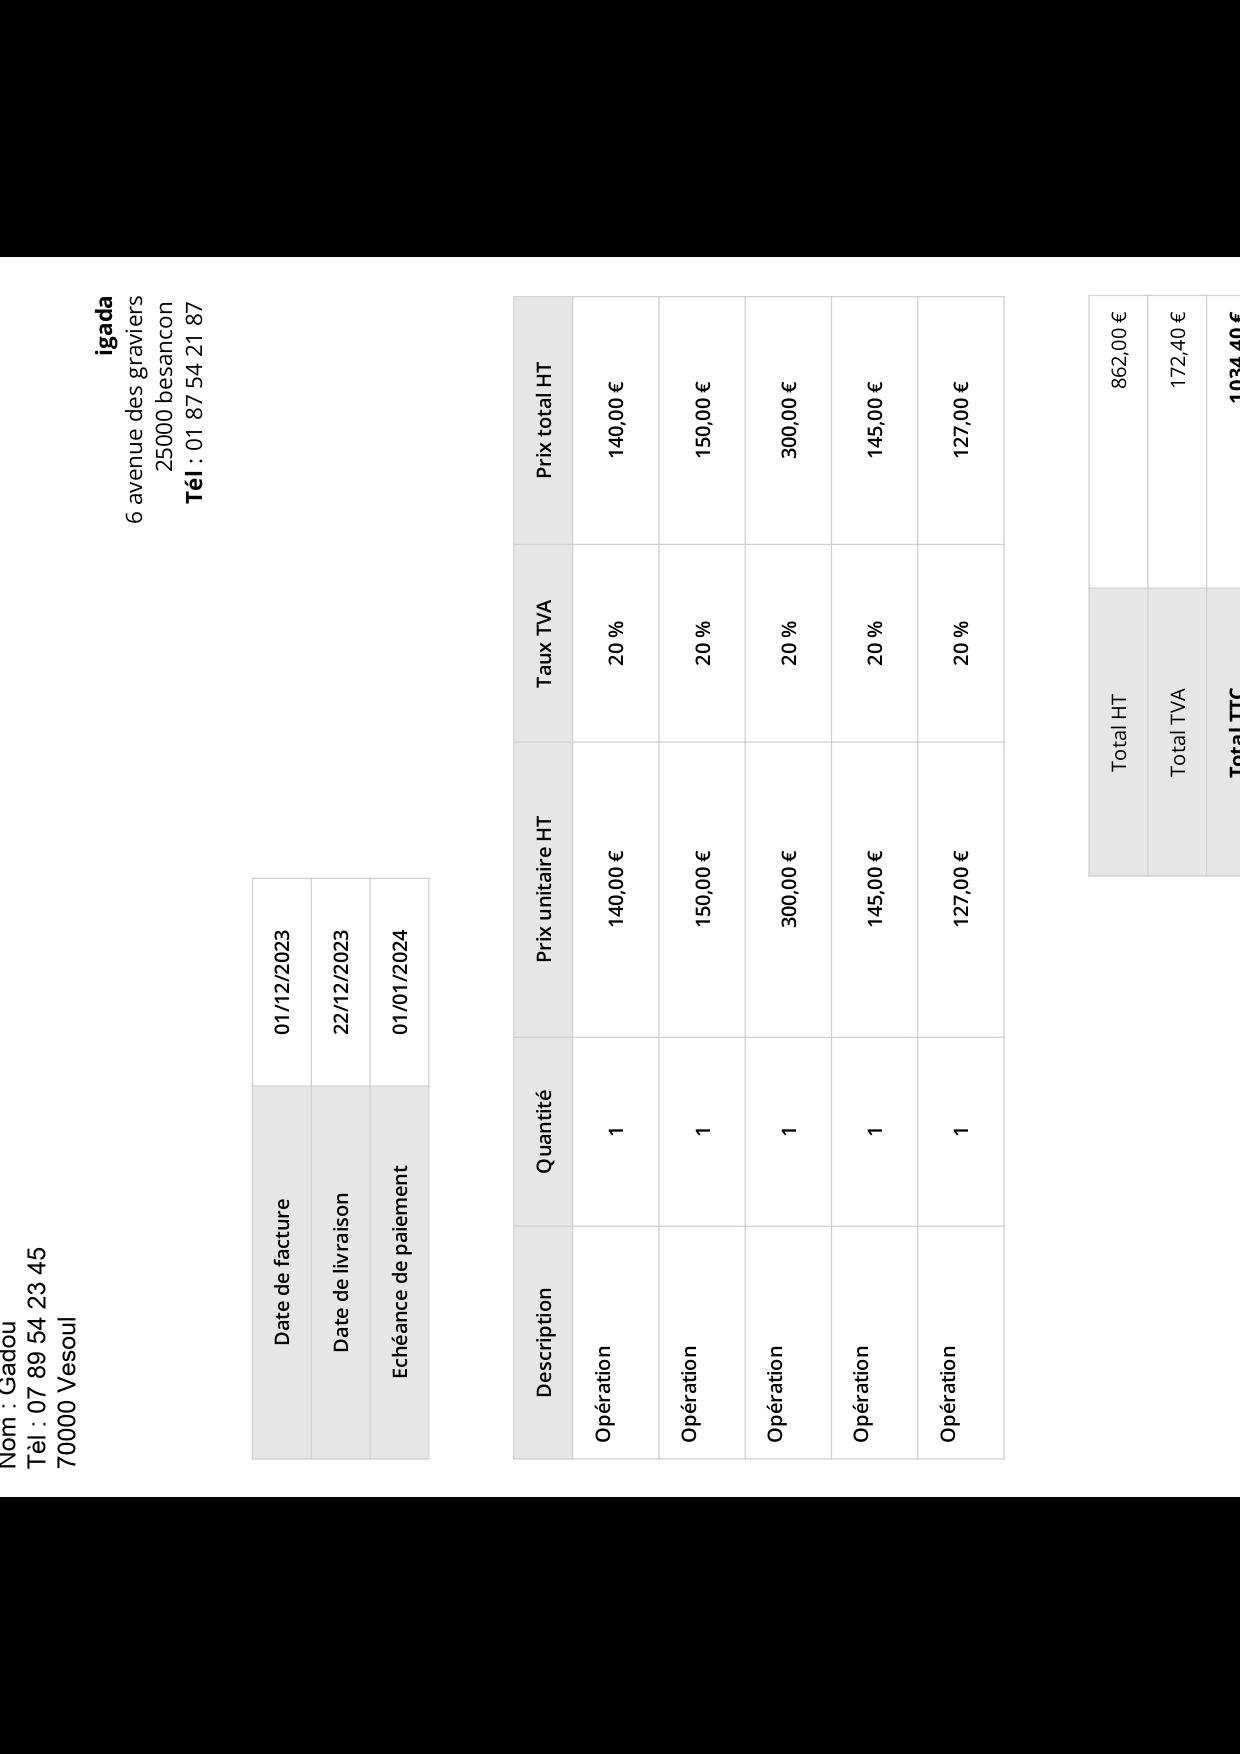 Nom : Gadou
Tèl : 07 89 54 23 45
70000 Vesoul
igada
6 avenue des graviers
25000 besancon
Tél : 01 87 54 21 87
Date de facture 01/12/2023
Date de livraison 22/12/2023
Echéance de paiement 01/01/2024
Description Quantité Prix unitaire HT Taux TVA Prix total HT
Opération 1 140,00 € 20 % 140,00 €
Opération 1 150,00 € 20 % 150,00 €
Opération 1 300,00 € 20 % 300,00 €
Opération 1 145,00 € 20 % 145,00 €
Opération 1 127,00 € 20 % 127,00 €
Total HT 862,00 €
Total TVA 172,40 €
Total TTC 1034,40 €